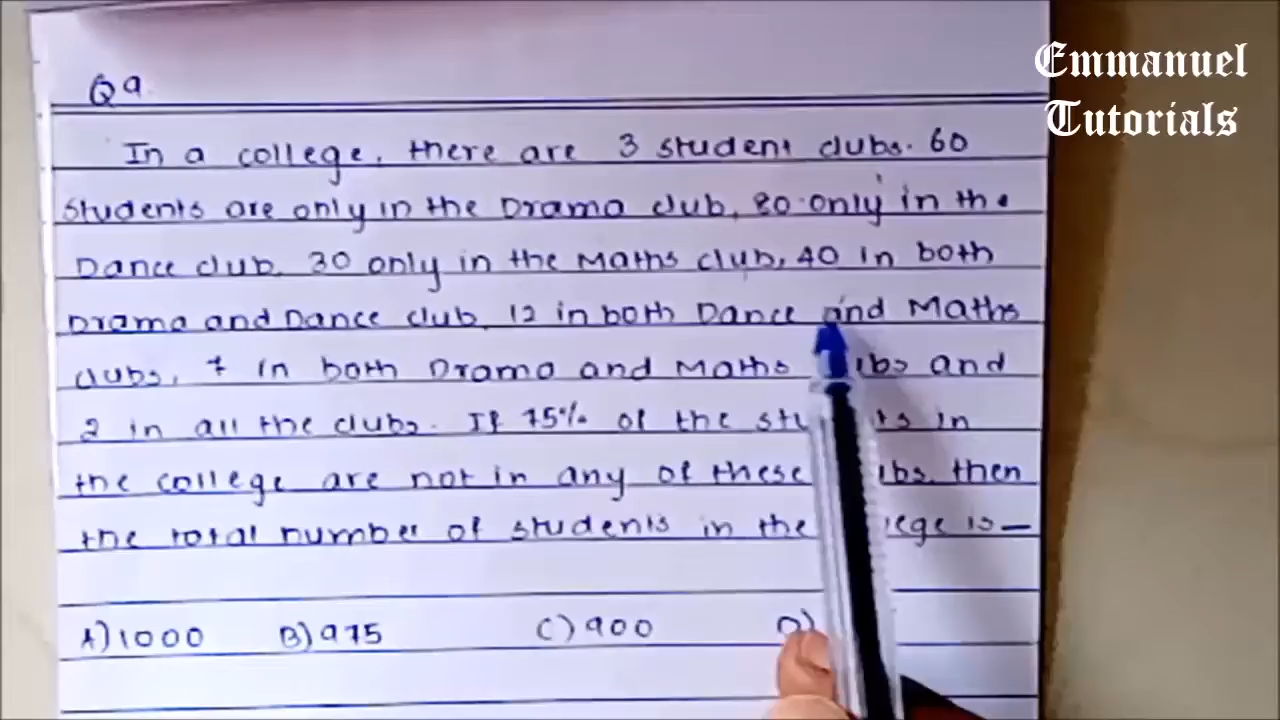 Emmanuel
Tutorials
Q9.
In a college, there are 3 student clubs. 60
students are only in the Drama club, 80 only in the
Dance club, 30 only in the Maths club, 40 in both
Drama and Dance club, 12 in both Dance and Maths
clubs, 7 in both Drama and Maths and
2 in all the clubs. If 75% of the in
the college are not in any of these then
the total number of students in the is —
A) 1000 B) 975 C) 900 D)